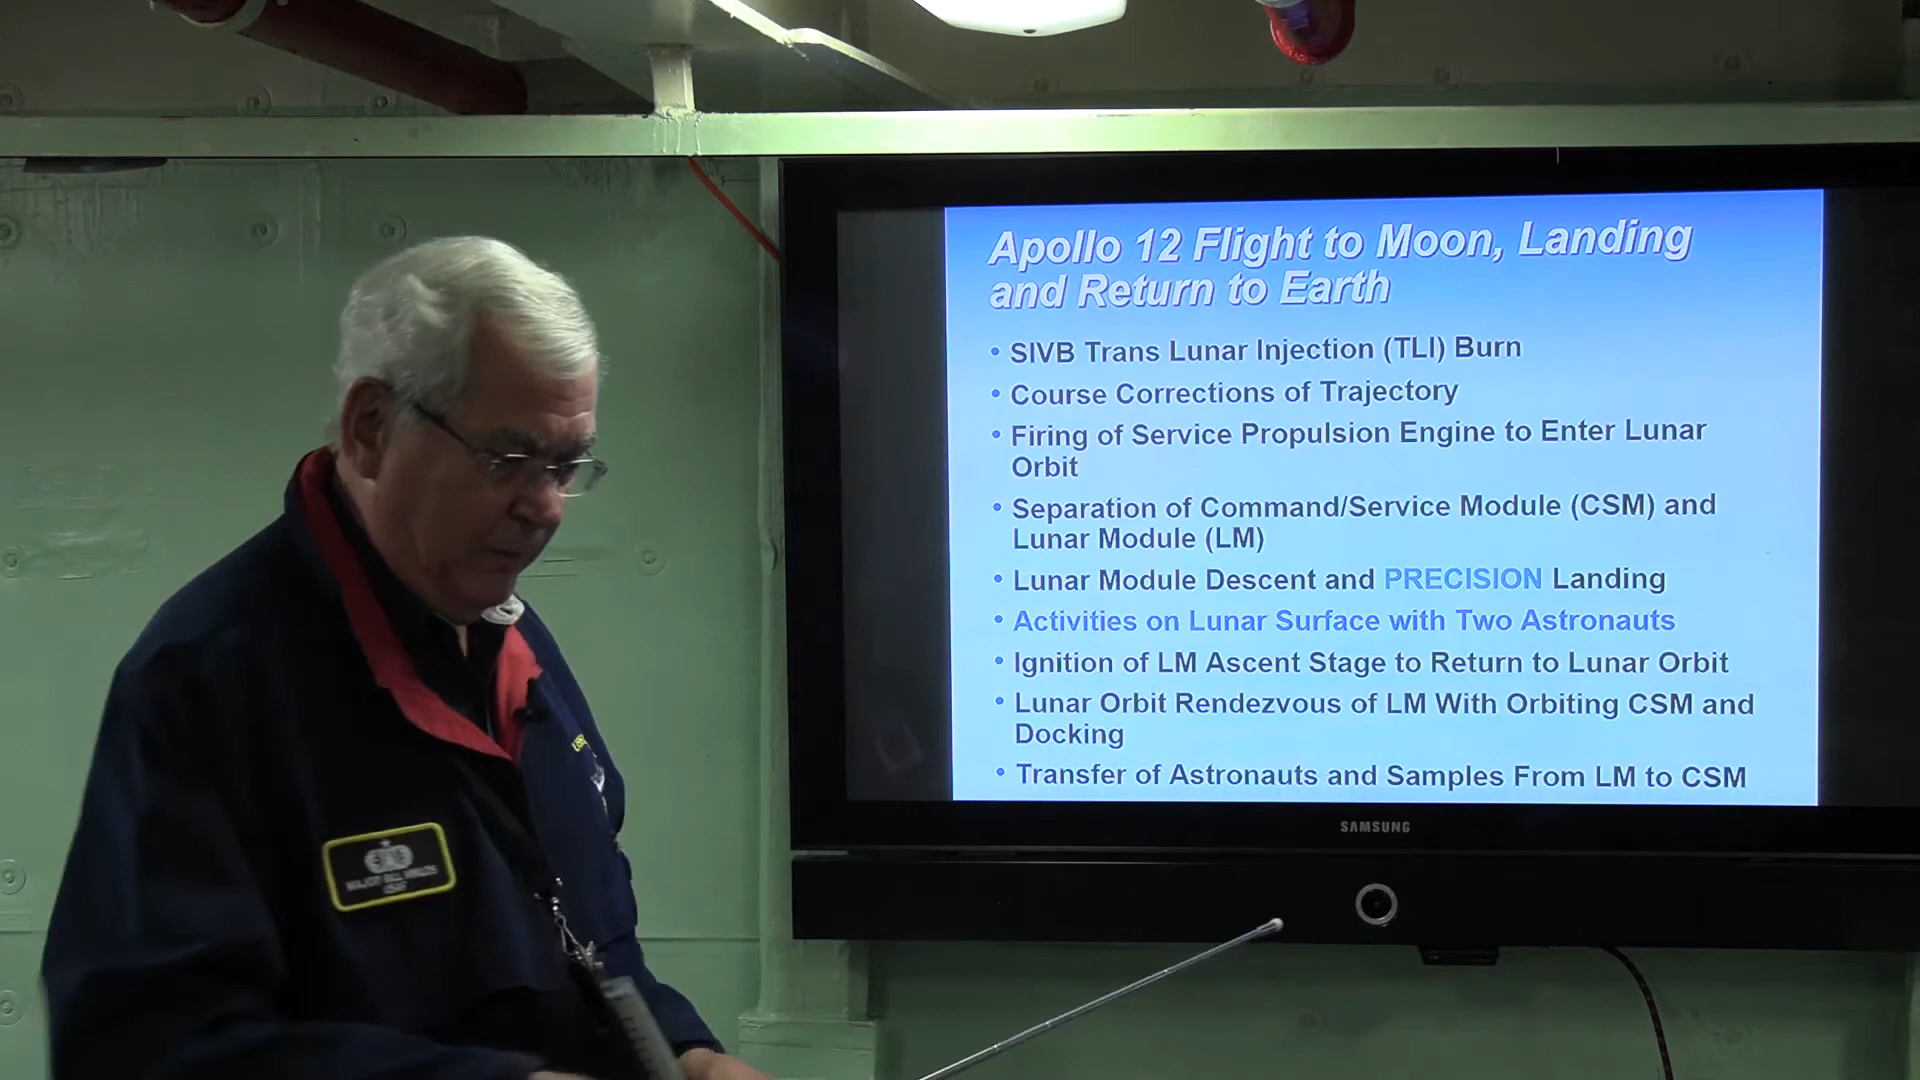 Apollo 12 Flight to Moon, Landing
and Return to Earth
• SIVB Trans Lunar Injection (TLI) Burn
• Course Corrections of Trajectory
• Firing of Service Propulsion Engine to Enter Lunar
Orbit
• Separation of Command/Service Module (CSM) and
Lunar Module (LM)
• Lunar Module Descent and PRECISION Landing
• Activities on Lunar Surface with Two Astronauts
• Ignition of LM Ascent Stage to Return to Lunar Orbit
• Lunar Orbit Rendezvous of LM With Orbiting CSM and
Docking
• Transfer of Astronauts and Samples From LM to CSM
SAMSUNG
MAJOR BILL
USAF